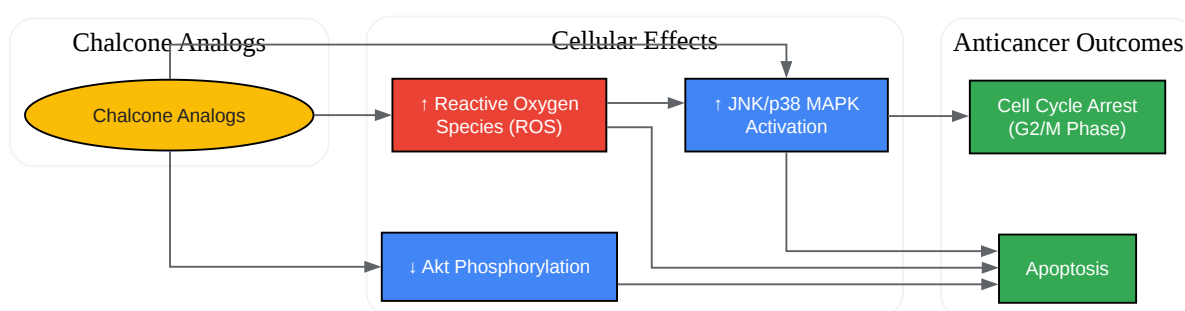 Chalcone Analogs
Cellular Effects
Anticancer Outcomes
Chalcone Analogs
↑ Reactive Oxygen
Species (ROS)
↑ JNK/p38 MAPK
Activation
Cell Cycle Arrest
(G2/M Phase)
↓ Akt Phosphorylation
Apoptosis